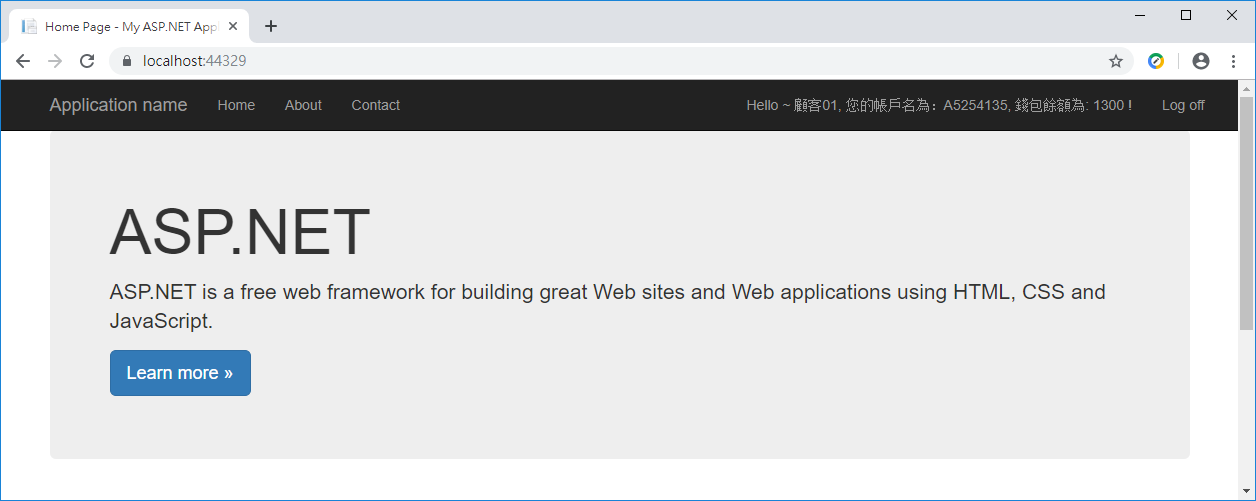 Home Page - My ASP.NET Appl
localhost:44329
Application name Home About Contact Hello ~ 顧客01, 您的帳戶名為：A5254135, 錢包餘額為: 1300 ! Log off
ASP.NET
ASP.NET is a free web framework for building great Web sites and Web applications using HTML, CSS and
JavaScript.
Learn more »